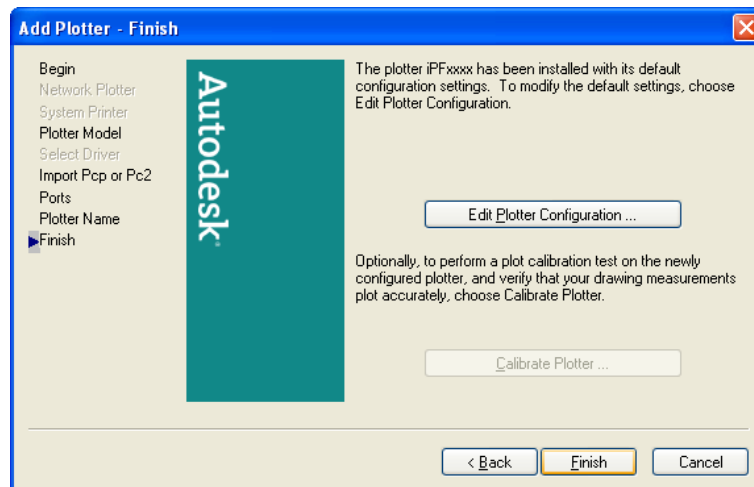 Add Plotter - Finish
Begin
Network Plotter
System Printer
Plotter Model
Select Driver
Import Pcp or Pc2
Ports
Plotter Name
Finish
Autodesk
The plotter iPFxxxx has been installed with its default
configuration settings. To modify the default settings, choose
Edit Plotter Configuration.
Edit Plotter Configuration ...
Optionally, to perform a plot calibration test on the newly
configured plotter, and verify that your drawing measurements
plot accurately, choose Calibrate Plotter.
Calibrate Plotter ...
< Back
Finish
Cancel